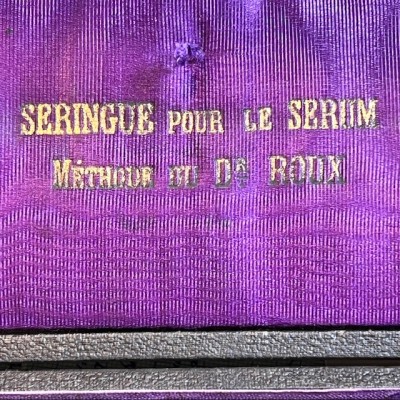 SERINGUE POUR LE SERUM
MÉTHODE DU DR ROUX